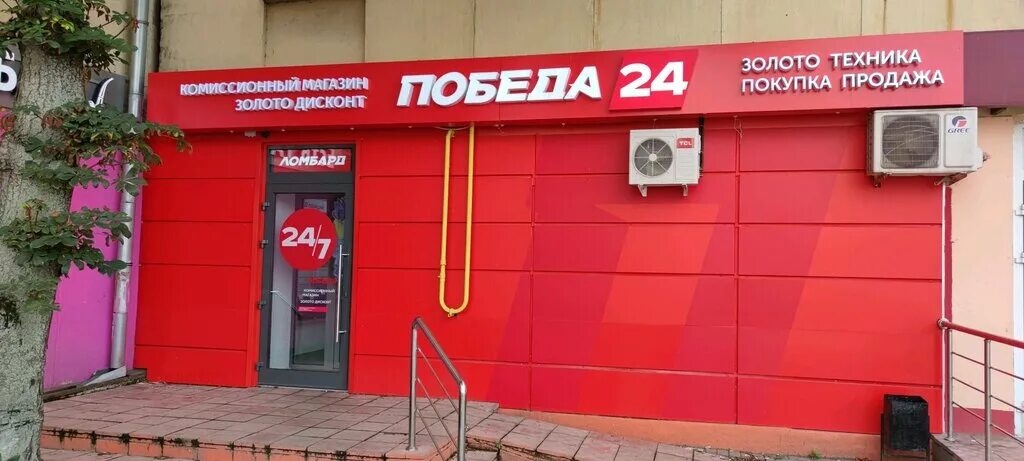 КОМИССИОННЫЙ МАГАЗИН
ЗОЛОТО ДИСКОНТ
ПОБЕДА 24
ЗОЛОТО ТЕХНИКА
ПОКУПКА ПРОДАЖА
ЛОМБАРД
24/7
КОМИССИОННЫЙ
МАГАЗИН
ЗОЛОТО ДИСКОНТ
TCL
GREE